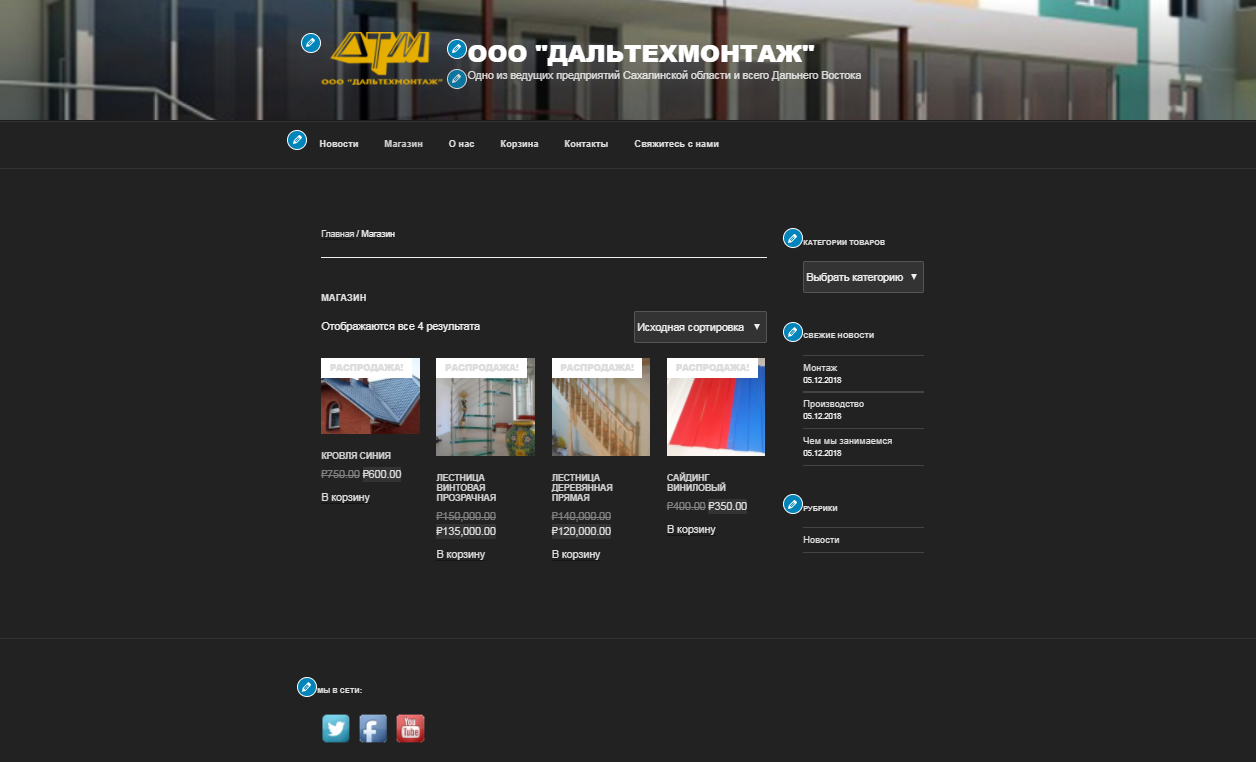 ДТМ
ООО "ДАЛЬТЕХМОНТАЖ"
ООО "ДАЛЬТЕХМОНТАЖ"
Одно из ведущих предприятий Сахалинской области и всего Дальнего Востока
Новости Магазин О нас Корзина Контакты Свяжитесь с нами
Главная / Магазин
МАГАЗИН
Отображаются все 4 результата
Исходная сортировка
РАСПРОДАЖА!
КРОВЛЯ СИНИЯ
₽750.00 ₽600.00
В корзину
РАСПРОДАЖА!
ЛЕСТНИЦА
ВИНТОВАЯ
ПРОЗРАЧНАЯ
₽150,000.00
₽135,000.00
В корзину
РАСПРОДАЖА!
ЛЕСТНИЦА
ДЕРЕВЯННАЯ
ПРЯМАЯ
₽140,000.00
₽120,000.00
В корзину
РАСПРОДАЖА!
САЙДИНГ
ВИНИЛОВЫЙ
₽400.00 ₽350.00
В корзину
КАТЕГОРИИ ТОВАРОВ
Выбрать категорию
СВЕЖИЕ НОВОСТИ
Монтаж
05.12.2018
Производство
05.12.2018
Чем мы занимаемся
05.12.2018
РУБРИКИ
Новости
МЫ В СЕТИ:
You
Tube